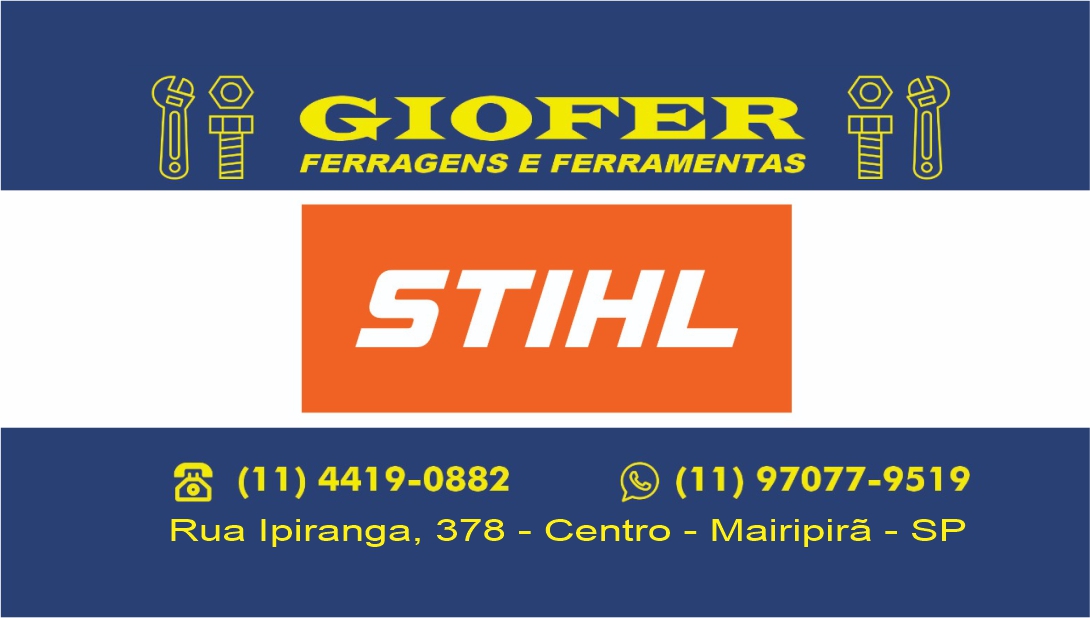 GIOFER
FERRAGENS E FERRAMENTAS
STIHL
(11) 4419-0882 (11) 97077-9519
Rua Ipiranga, 378 - Centro - Mairipirã - SP